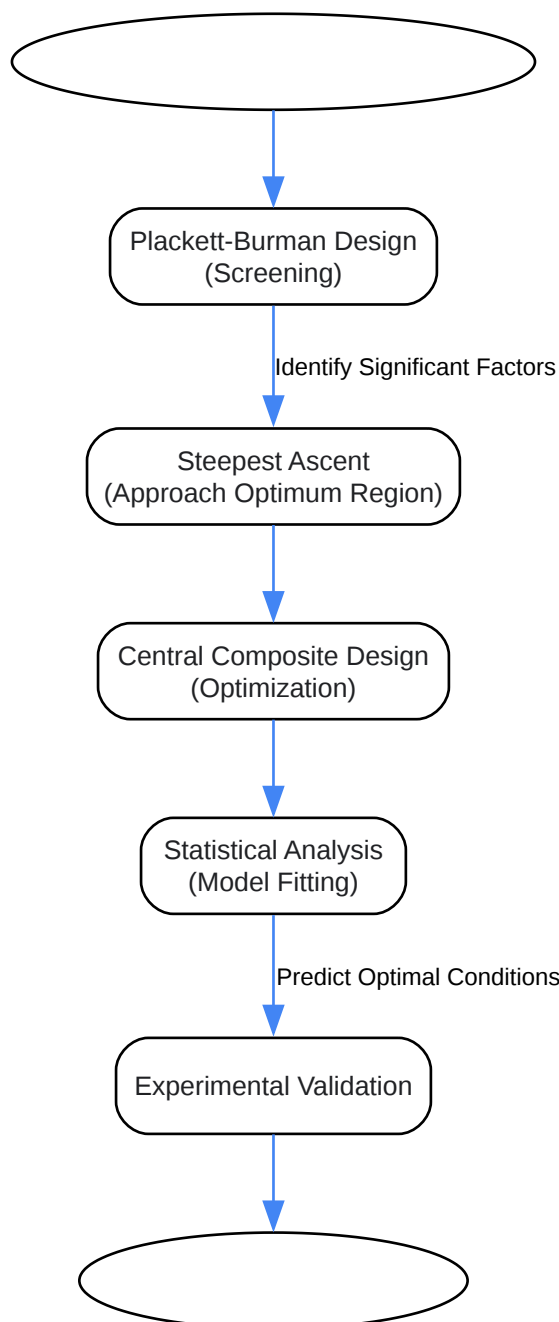 Plackett-Burman Design
(Screening)
Identify Significant Factors
Steepest Ascent
(Approach Optimum Region)
Central Composite Design
(Optimization)
Statistical Analysis
(Model Fitting)
Predict Optimal Conditions
Experimental Validation